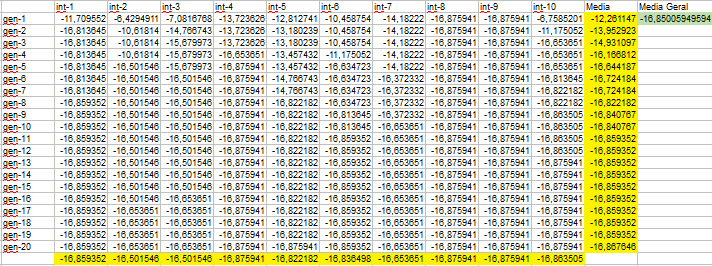 int-1 int-2 int-3 int-4 int-5 int-6 int-7 int-8 int-9 int-10 Media Media Geral
gen-1 -11,709552 -6,4294911 -7,0816768 -13,723626 -12,812741 -10,458754 -14,18222 -16,875941 -16,875941 -6,7585201 -12,261147 -16,85005949594
gen-2 -16,813645 -10,61814 -14,766743 -13,723626 -13,180239 -10,458754 -14,18222 -16,875941 -16,875941 -11,175052 -13,952923
gen-3 -16,813645 -10,61814 -15,679973 -13,723626 -13,180239 -10,458754 -14,18222 -16,875941 -16,875941 -16,653651 -14,931097
gen-4 -16,813645 -10,61814 -15,679973 -16,653651 -13,457432 -11,175052 -14,18222 -16,875941 -16,875941 -16,653651 -16,166812
gen-5 -16,813645 -16,501546 -15,679973 -16,875941 -13,457432 -16,634723 -14,18222 -16,875941 -16,875941 -16,653651 -16,644187
gen-6 -16,813645 -16,501546 -16,501546 -16,875941 -14,766743 -16,634723 -16,372332 -16,875941 -16,875941 -16,813645 -16,724184
gen-7 -16,813645 -16,501546 -16,501546 -16,875941 -14,766743 -16,634723 -16,372332 -16,875941 -16,875941 -16,822182 -16,724184
gen-8 -16,859352 -16,501546 -16,501546 -16,875941 -16,822182 -16,634723 -16,372332 -16,875941 -16,875941 -16,822182 -16,822182
gen-9 -16,859352 -16,501546 -16,501546 -16,875941 -16,822182 -16,813645 -16,372332 -16,875941 -16,875941 -16,863505 -16,840767
gen-10 -16,859352 -16,501546 -16,501546 -16,875941 -16,822182 -16,813645 -16,653651 -16,875941 -16,875941 -16,863505 -16,840767
gen-11 -16,859352 -16,501546 -16,501546 -16,875941 -16,822182 -16,859352 -16,653651 -16,875941 -16,875941 -16,863505 -16,859352
gen-12 -16,859352 -16,501546 -16,501546 -16,875941 -16,822182 -16,859352 -16,653651 -16,875941 -16,875941 -16,863505 -16,859352
gen-13 -16,859352 -16,501546 -16,501546 -16,875941 -16,822182 -16,859352 -16,653651 -16,875941 -16,875941 -16,875941 -16,859352
gen-14 -16,859352 -16,501546 -16,501546 -16,875941 -16,822182 -16,859352 -16,653651 -16,875941 -16,875941 -16,875941 -16,859352
gen-15 -16,859352 -16,501546 -16,501546 -16,875941 -16,822182 -16,859352 -16,653651 -16,875941 -16,875941 -16,875941 -16,859352
gen-16 -16,859352 -16,501546 -16,653651 -16,875941 -16,822182 -16,859352 -16,653651 -16,875941 -16,875941 -16,875941 -16,859352
gen-17 -16,859352 -16,653651 -16,653651 -16,875941 -16,822182 -16,859352 -16,653651 -16,875941 -16,875941 -16,875941 -16,859352
gen-18 -16,859352 -16,653651 -16,653651 -16,875941 -16,822182 -16,859352 -16,653651 -16,875941 -16,875941 -16,875941 -16,859352
gen-19 -16,859352 -16,653651 -16,653651 -16,875941 -16,822182 -16,859352 -16,653651 -16,875941 -16,875941 -16,875941 -16,859352
gen-20 -16,859352 -16,653651 -16,653651 -16,875941 -16,875941 -16,859352 -16,653651 -16,875941 -16,875941 -16,875941 -16,867646
-16,859352 -16,501546 -16,501546 -16,875941 -16,822182 -16,836498 -16,653651 -16,875941 -16,875941 -16,863505